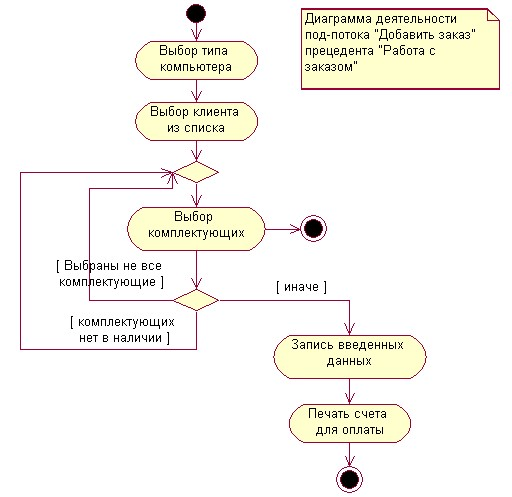 Диаграмма деятельности
под-потока "Добавить заказ"
прецедента "Работа с
заказом"
Выбор типа
компьютера
Выбор клиента
из списка
Выбор
комплектующих
[ Выбраны не все
комплектующие ]
[ иначе ]
[ комплектующих
нет в наличии ]
Запись введенных
данных
Печать счета
для оплаты